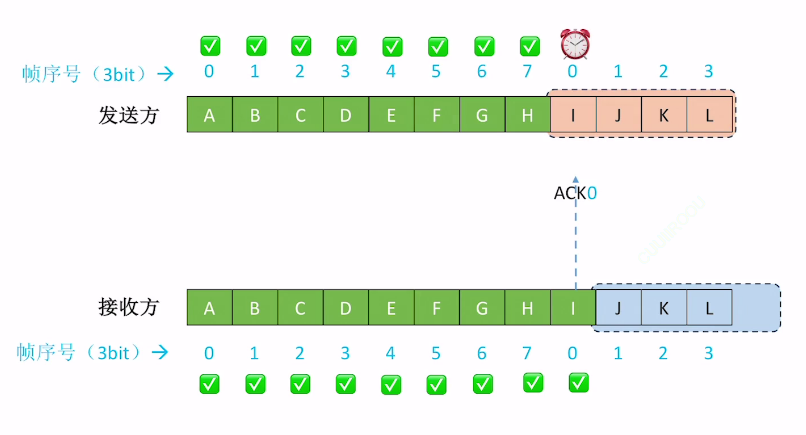 帧序号（3bit）→ 0 1 2 3 4 5 6 7 0 1 2 3
发送方 A B C D E F G H I J K L
ACK0
接收方 A B C D E F G H I J K L
帧序号（3bit）→ 0 1 2 3 4 5 6 7 0 1 2 3